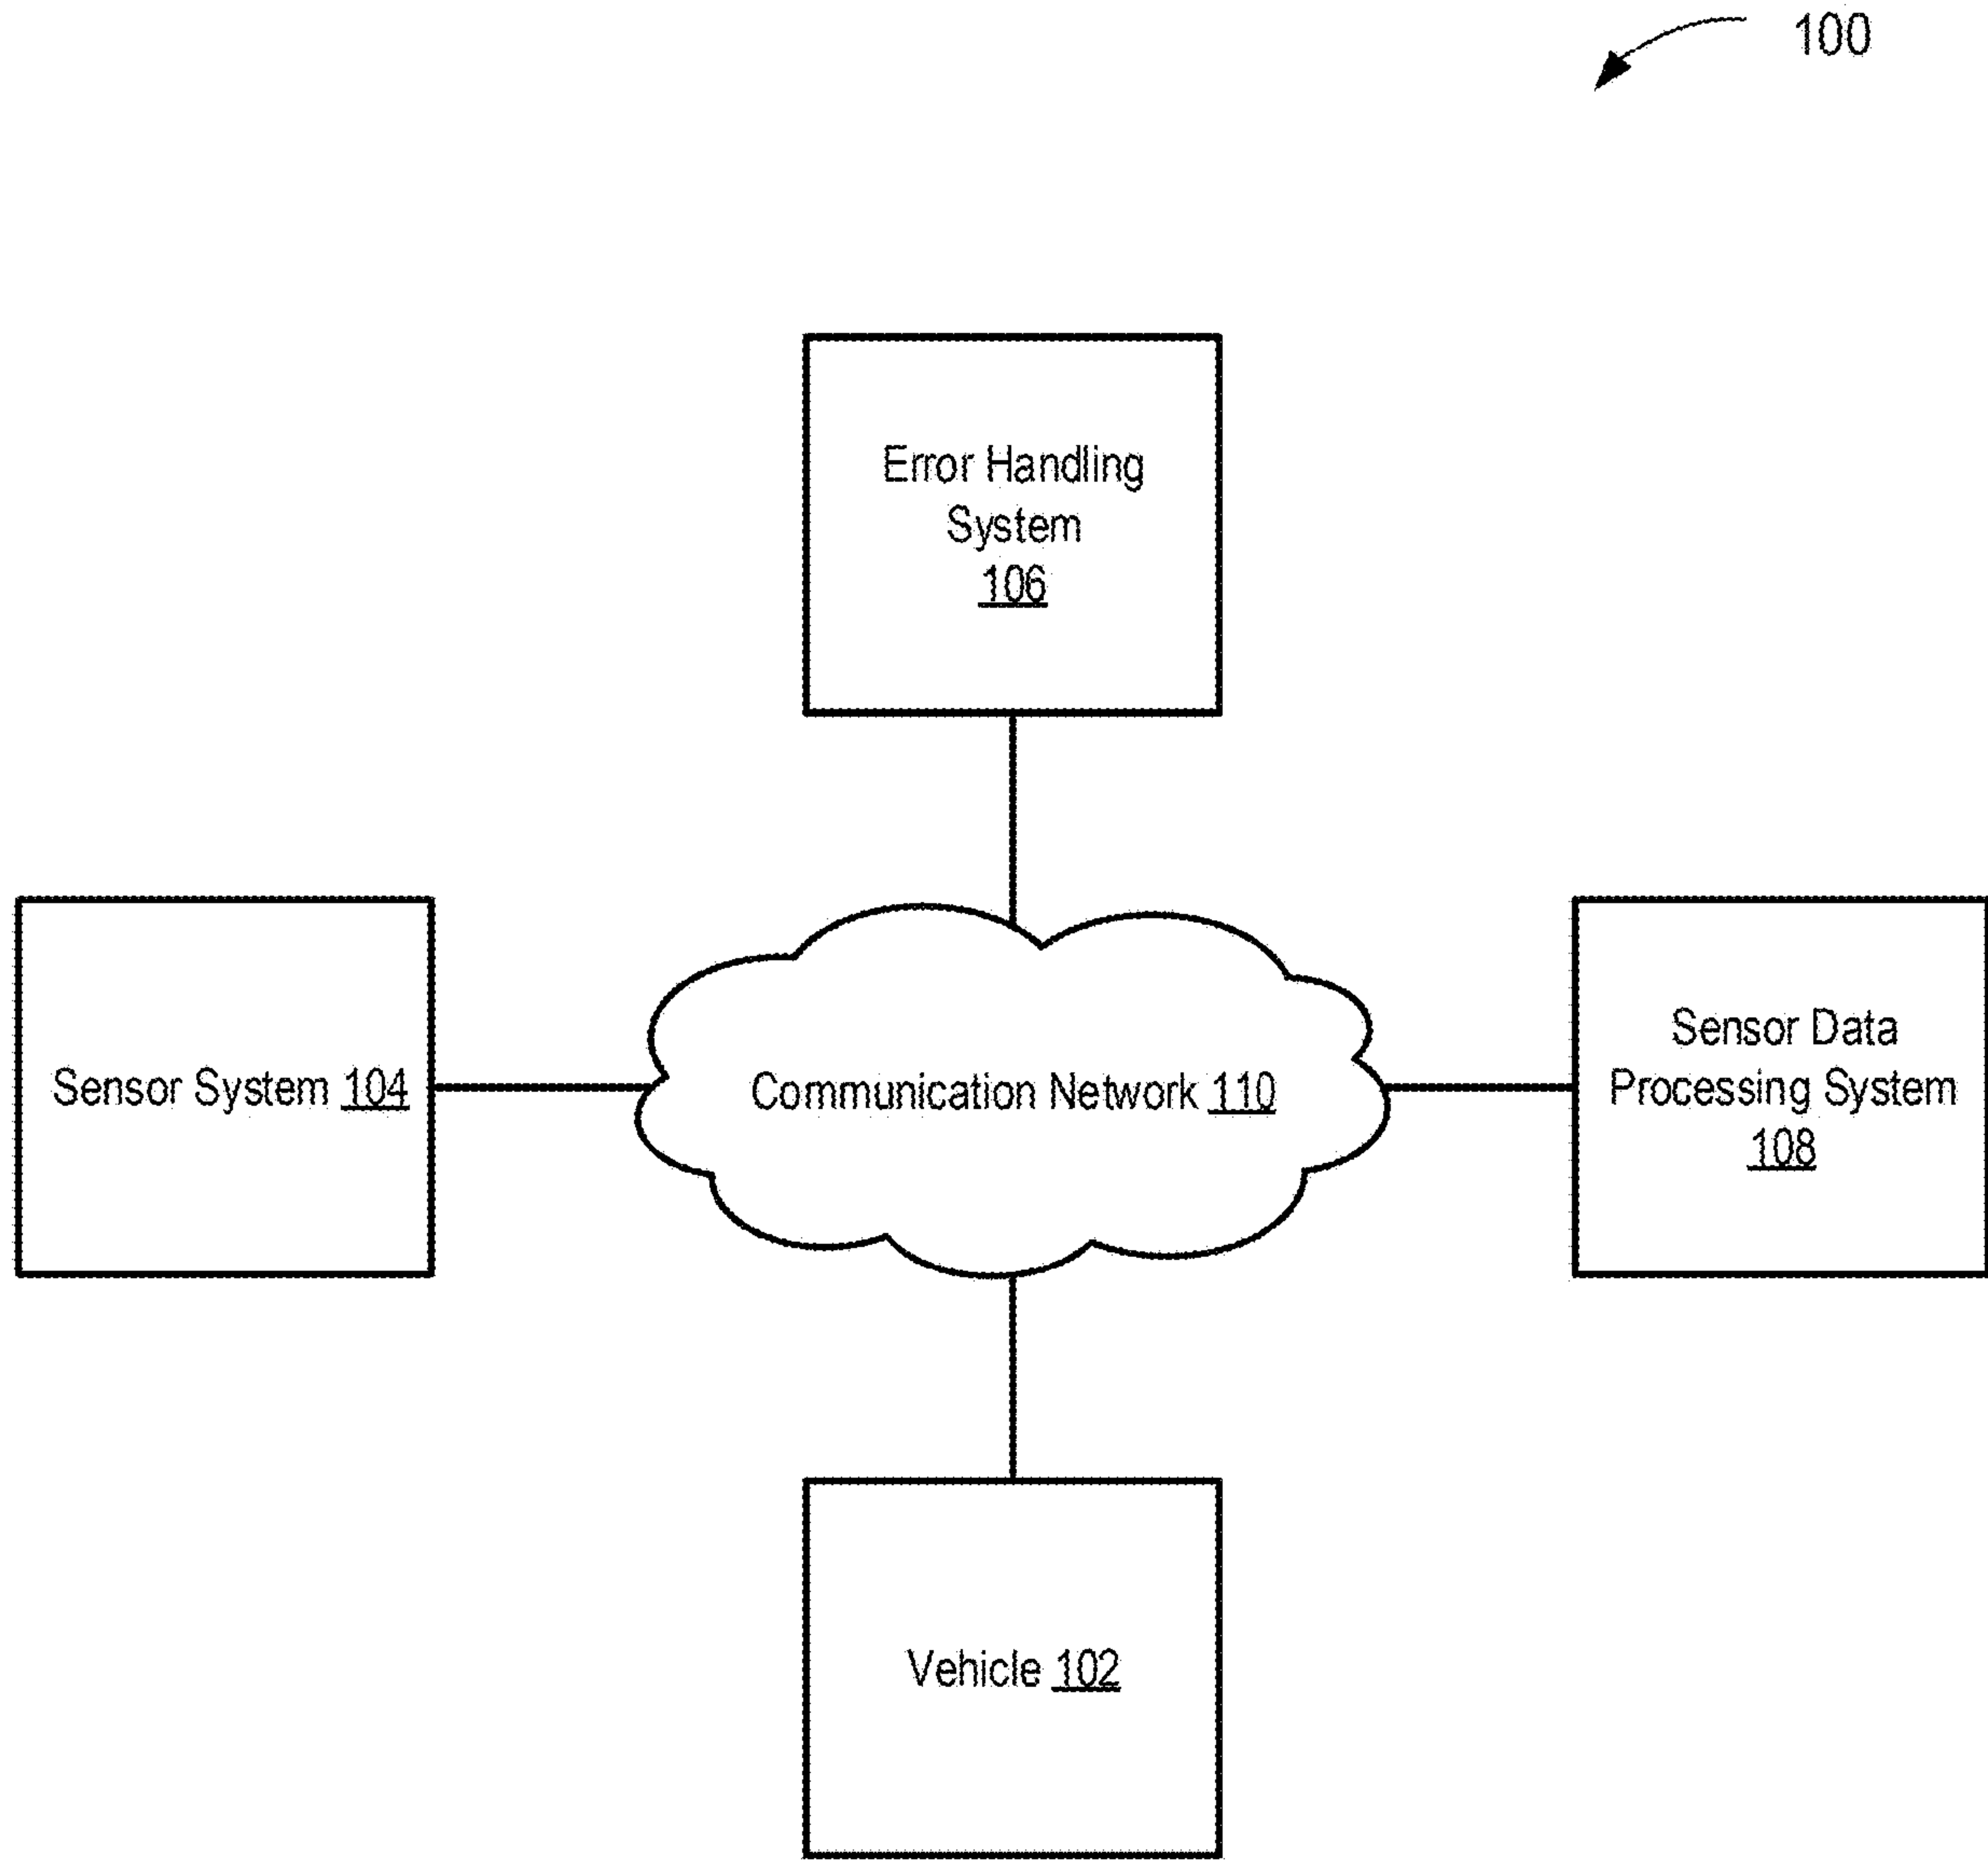 100
Error Handling
System
106
Sensor System 104
Communication Network 110
Sensor Data
Processing System
108
Vehicle 102